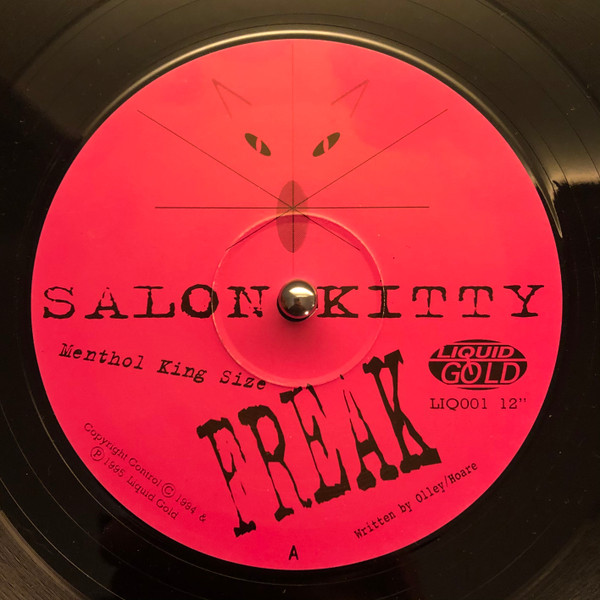 SALON KITTY
Menthol King Size
FREAK
LIQUID
GOLD
LIQ001 12"
Copyright Control © 1994 &
℗ 1995 Liquid Gold
Written by Olley/Hoare
A